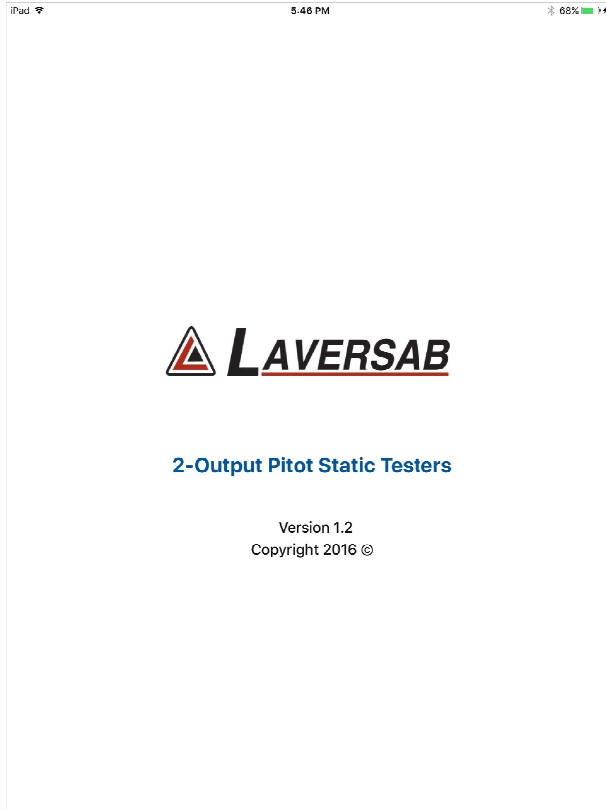 iPad 5:46 PM 68%
LAVERSAB
2-Output Pitot Static Testers
Version 1.2
Copyright 2016 ©